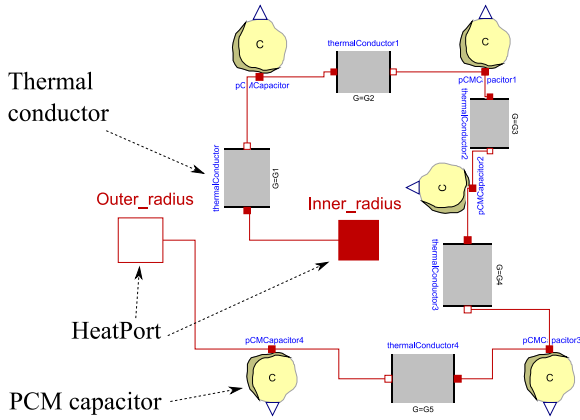 C
thermalConductor1
C
pCMCapacitor
G=G2
pCMCapacitor1
Thermal
conductor
thermalConductor
G=G1
thermalConductor2
G=G3
C
pCMCapacitor2
Outer_radius
Inner_radius
thermalConductor3
G=G4
HeatPort
pCMCapacitor4
thermalConductor4
pCMCapacitor3
C
G=G5
C
PCM capacitor